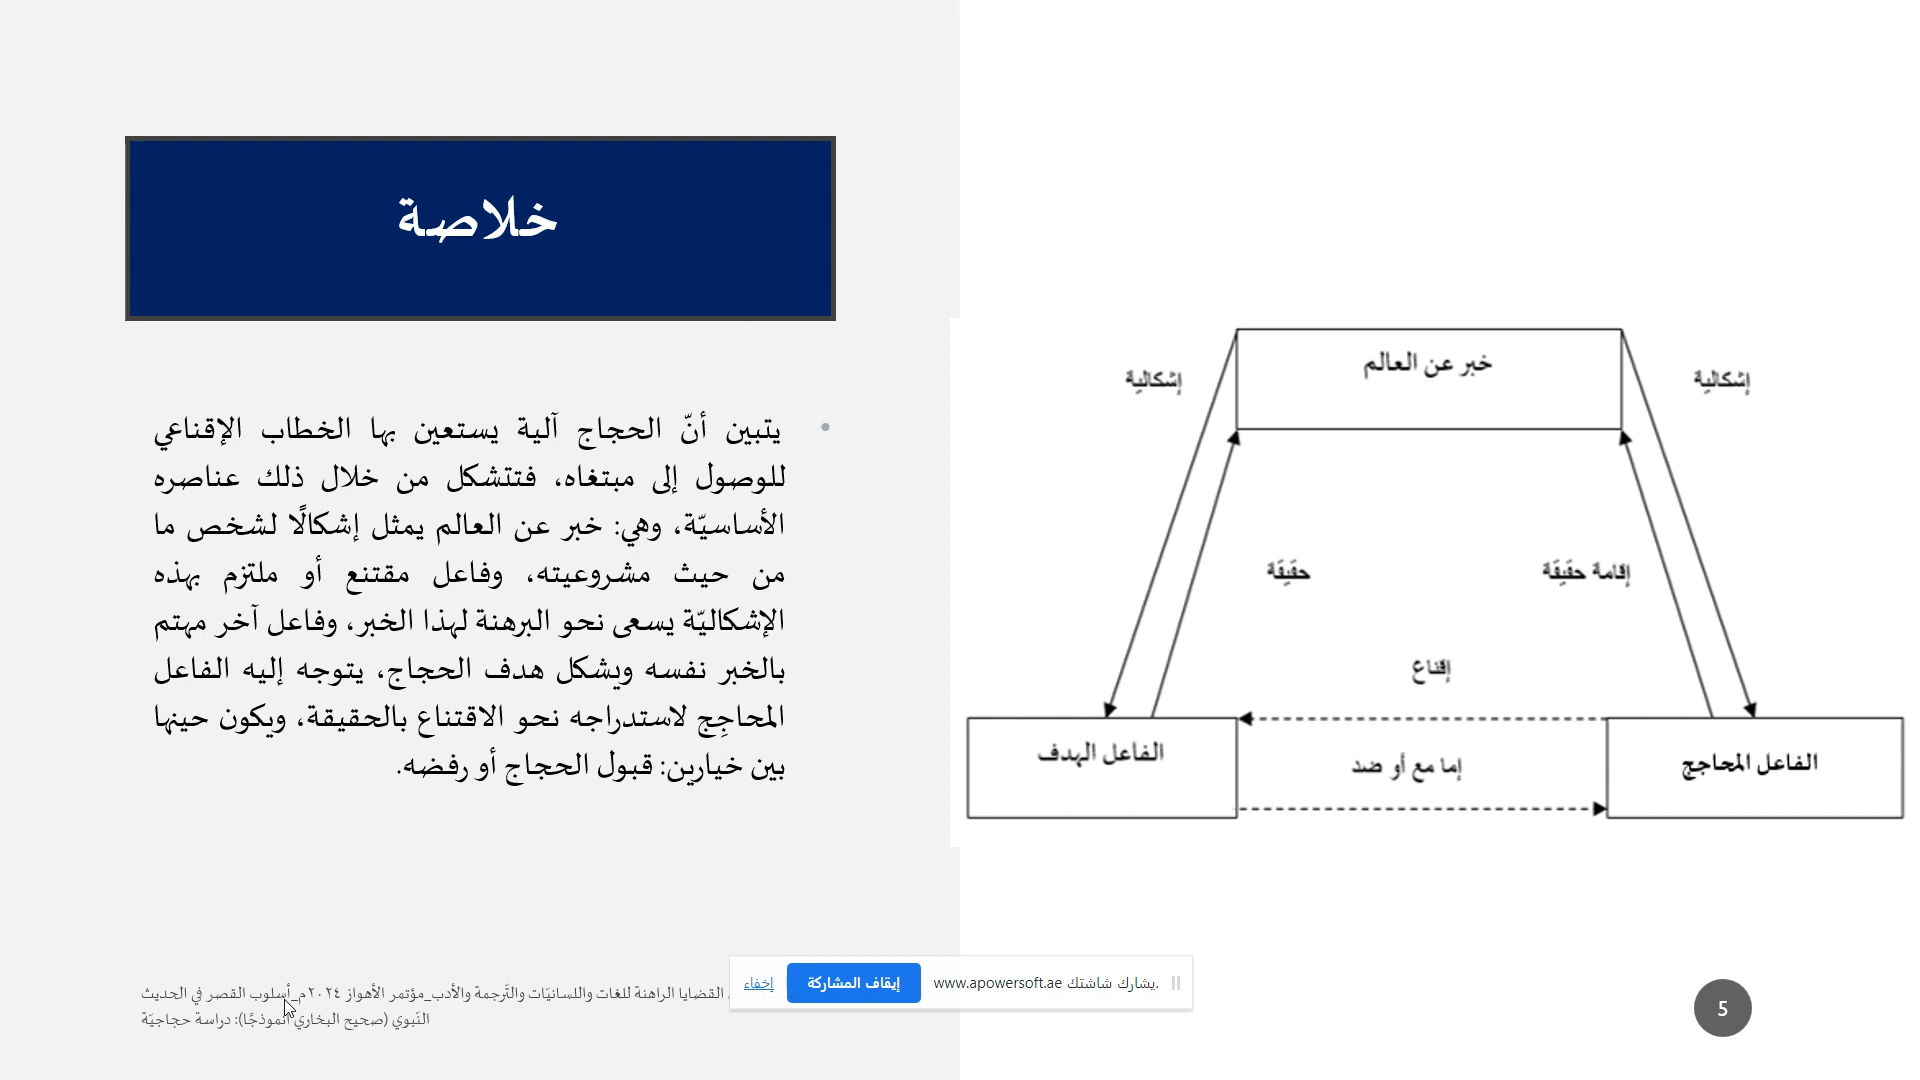 خلاصة
يتبين أنّ الحجاج آلية يستعين بها الخطاب الإقناعي
للوصول إلى مبتغاه، فتتشكل من خلال ذلك عناصره
الأساسيّة، وهي: خبر عن العالم يمثل إشكالًا لشخص ما
من حيث مشروعيته، وفاعل مقتنع أو ملتزم بهذه
الإشكاليّة يسعى نحو البرهنة لهذا الخبر، وفاعل آخر مهتم
بالخبر نفسه ويشكل هدف الحجاج، يتوجه إليه الفاعل
المحاجِج لاستدراجه نحو الاقتناع بالحقيقة، ويكون حينها
بين خيارين: قبول الحجاج أو رفضه.
خبر عن العالم
إشكالية
إشكالية
إقامة حقيقة
حقيقة
إقناع
الفاعل المحاجج
إما مع أو ضد
الفاعل الهدف
القضايا الراهنة للغات واللسانيّات والتّرجمة والأدب_مؤتمر الأهواز ٢٠٢٤م_أسلوب القصر في الحديث
النّبوي (صحيح البخاري أنموذجًا): دراسة حجاجيّة
يشارك شاشتك www.apowersoft.ae.
إيقاف المشاركة
إخفاء
5